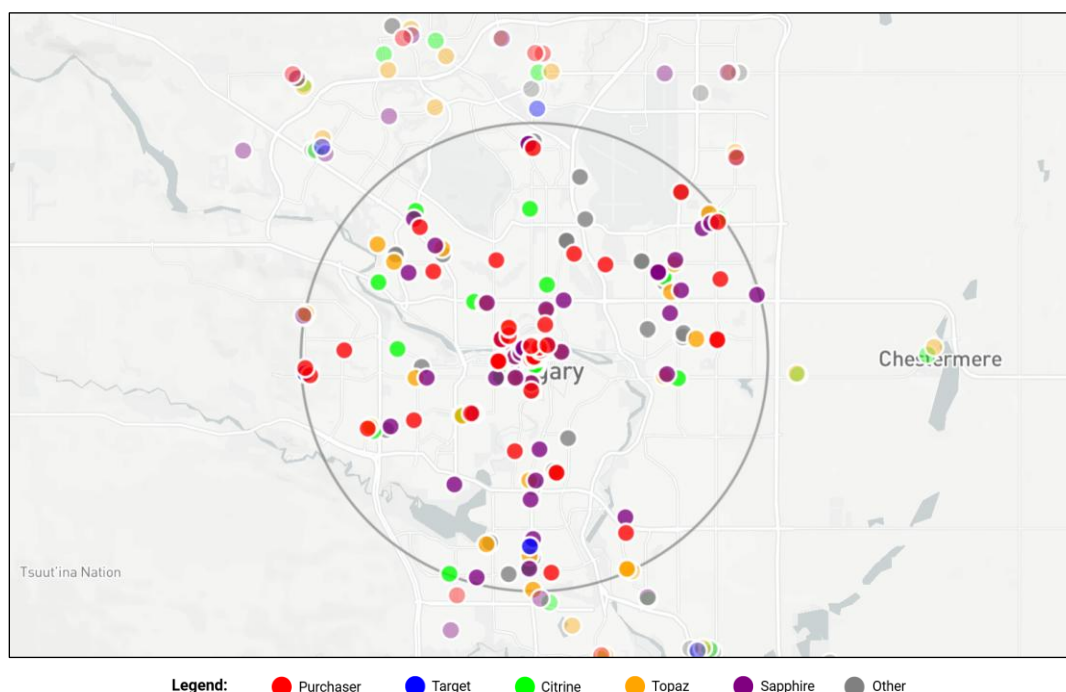 Chestermere
gary
Tsuut'ina Nation
Legend: Purchaser Target Citrine Topaz Sapphire Other